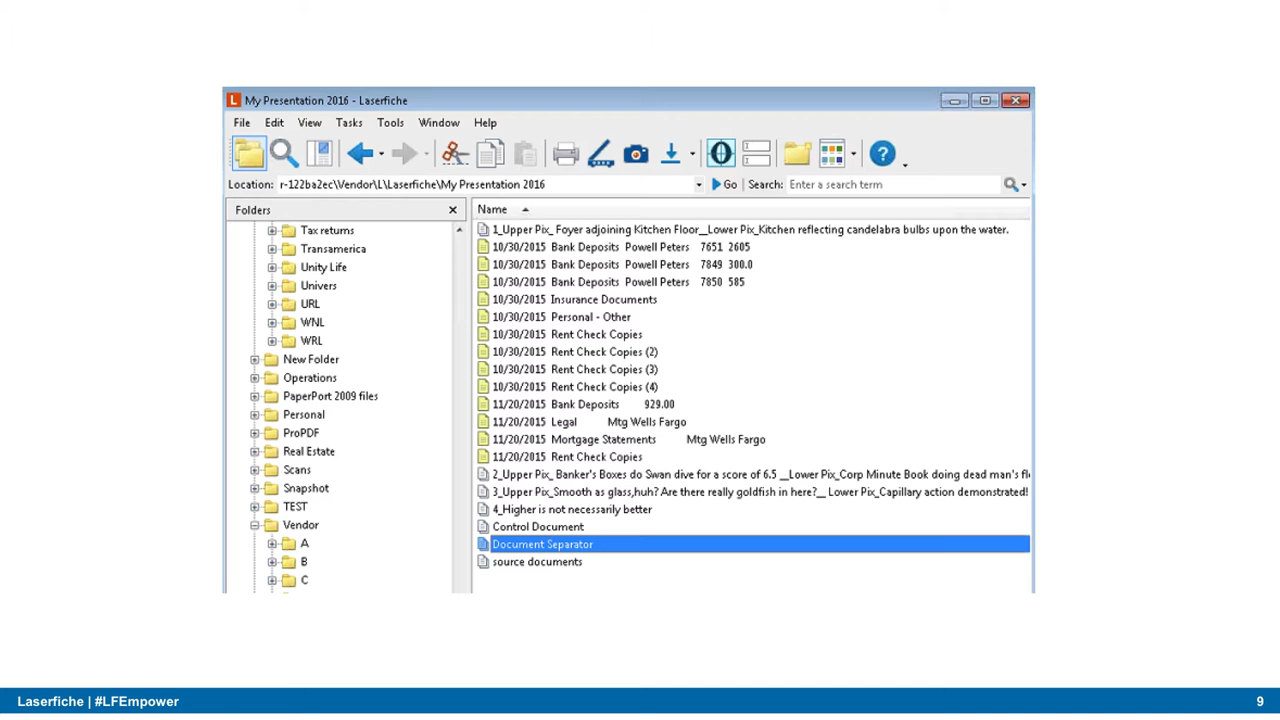 My Presentation 2016 - Laserfiche
File Edit View Tasks Tools Window Help
Location: r-122ba2ec\Vendor\L\Laserfiche\My Presentation 2016 Go Search: Enter a search term
Folders
Tax returns
Transamerica
Unity Life
Univers
URL
WNL
WRL
New Folder
Operations
PaperPort 2009 files
Personal
ProPDF
Real Estate
Scans
Snapshot
TEST
Vendor
A
B
C
Name
1_Upper Pix_ Foyer adjoining Kitchen Floor__Lower Pix_Kitchen reflecting candelabra bulbs upon the water.
10/30/2015 Bank Deposits Powell Peters 7651 2605
10/30/2015 Bank Deposits Powell Peters 7849 300.0
10/30/2015 Bank Deposits Powell Peters 7850 585
10/30/2015 Insurance Documents
10/30/2015 Personal - Other
10/30/2015 Rent Check Copies
10/30/2015 Rent Check Copies (2)
10/30/2015 Rent Check Copies (3)
10/30/2015 Rent Check Copies (4)
11/20/2015 Bank Deposits 929.00
11/20/2015 Legal Mtg Wells Fargo
11/20/2015 Mortgage Statements Mtg Wells Fargo
11/20/2015 Rent Check Copies
2_Upper Pix_ Banker's Boxes do Swan dive for a score of 6.5 __Lower Pix_Corp Minute Book doing dead man's fl
3_Upper Pix_Smooth as glass,huh? Are there really goldfish in here?__ Lower Pix_Capillary action demonstrated!
4_Higher is not necessarily better
Control Document
Document Separator
source documents
Laserfiche | #LFEmpower
9